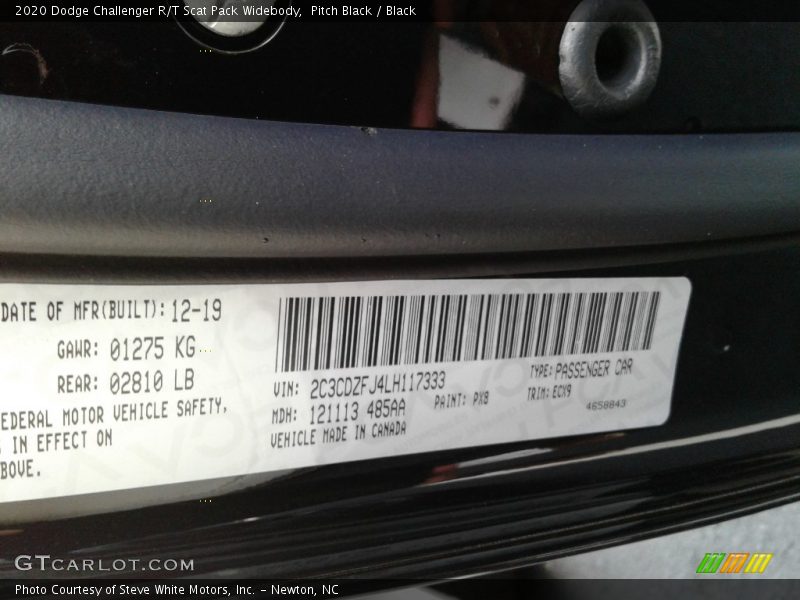 2020 Dodge Challenger R/T Scat Pack Widebody, Pitch Black / Black
DATE OF MFR(BUILT): 12-19
GAWR: 01275 KG
REAR: 02810 LB
EDERAL MOTOR VEHICLE SAFETY,
IN EFFECT ON
BOVE.
VIN: 2C3CDZFJ4LH117333
TYPE: PASSENGER CAR
MDH: 121113 485AA
PAINT: PX8
TRIM: ECX9
VEHICLE MADE IN CANADA
4658843
GTCARLOT.COM
Photo Courtesy of Steve White Motors, Inc. – Newton, NC